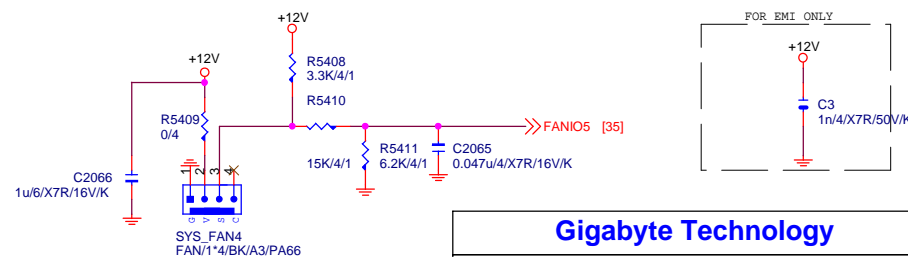 +12V
FOR EMI ONLY
+12V
+12V
R5408
3.3K/4/1
R5410
R5409
0/4
FANIO5 [35]
C3
1n/4/X7R/50V/K
R5411
6.2K/4/1
15K/4/1
C2065
0.047u/4/X7R/16V/K
C2066
1u/6/X7R/16V/K
1 2 3 4
G V S C
SYS_FAN4
FAN/1*4/BK/A3/PA66
Gigabyte Technology